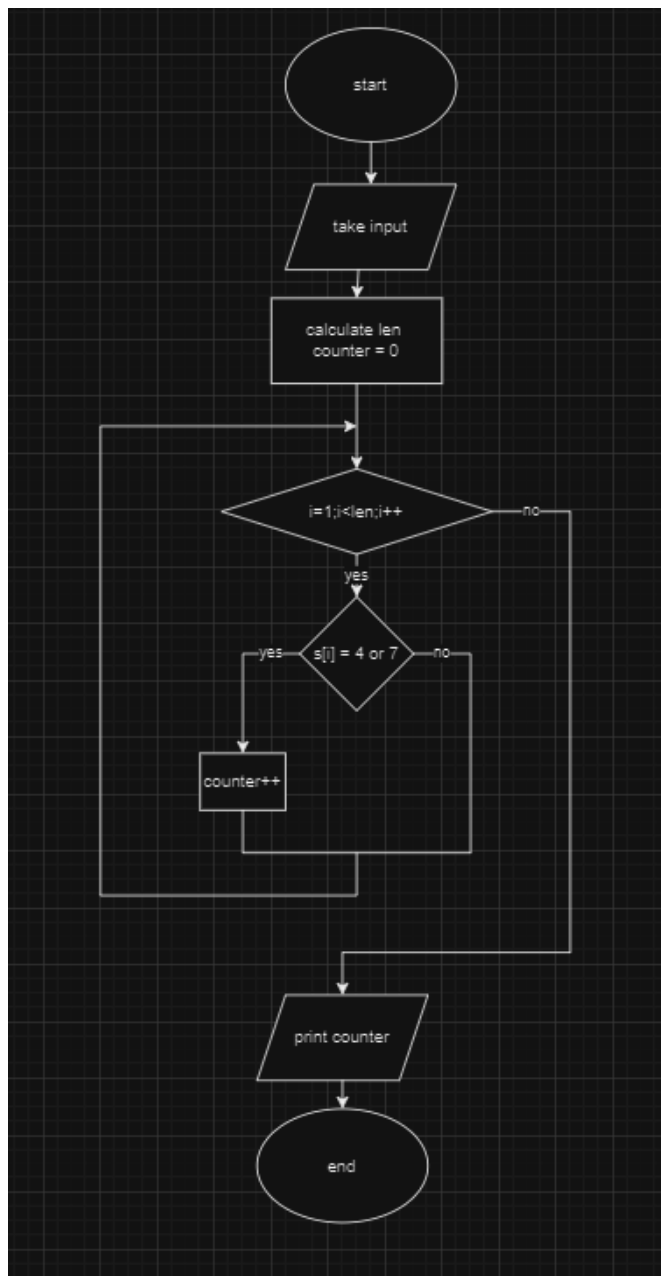 start
take input
calculate len
counter = 0
i=1;i<len;i++
no
yes
s[i] = 4 or 7
yes
no
counter++
print counter
end